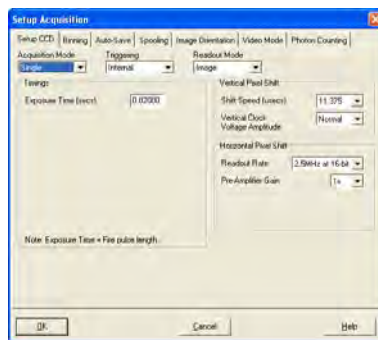 Setup Acquisition
Setup CCD Binning Auto-Save Spooling Image Orientation Video Mode Photon Counting
Acquisition Mode Triggering Readout Mode
Single Internal Image
Timings Vertical Pixel Shift
Exposure Time (secs) 0.02000 Shift Speed (usecs) 11.375
Vertical Clock Voltage Amplitude Normal
Horizontal Pixel Shift
Readout Rate 2.5MHz at 16-bit
Pre-Amplifier Gain 1x
Note: Exposure Time = Fire pulse length.
OK Cancel Help